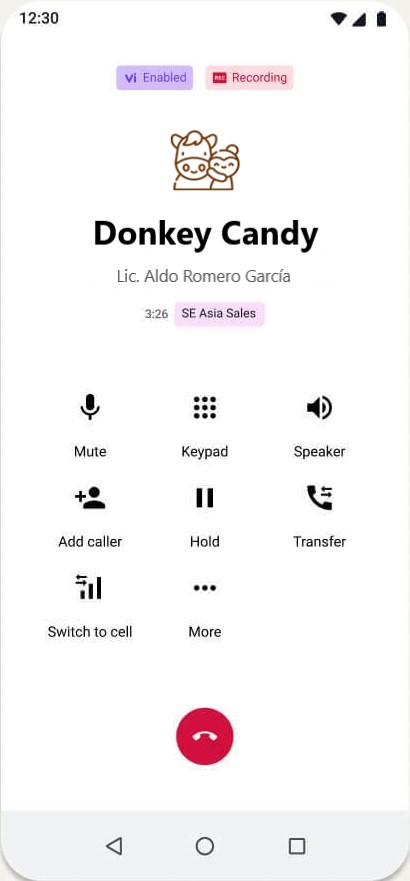 12:30
Vi Enabled REC Recording
Donkey Candy
Lic. Aldo Romero García
3:26 SE Asia Sales
Mute Keypad Speaker
Add caller Hold Transfer
Switch to cell More